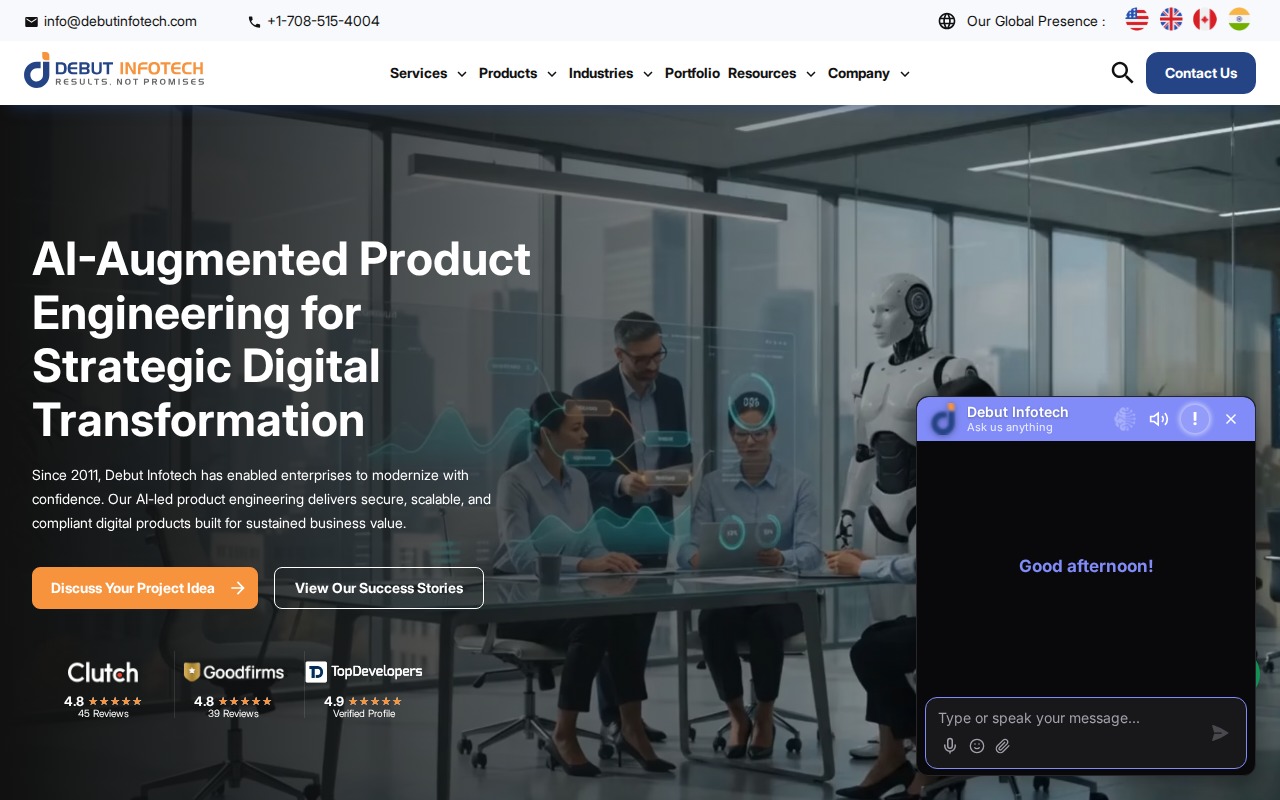 info@debutinfotech.com
+1-708-515-4004
Our Global Presence :
DEBUT INFOTECH
RESULTS. NOT PROMISES
Services
Products
Industries
Portfolio
Resources
Company
Contact Us
AI-Augmented Product
Engineering for
Strategic Digital
Transformation
Since 2011, Debut Infotech has enabled enterprises to modernize with
confidence. Our AI-led product engineering delivers secure, scalable, and
compliant digital products built for sustained business value.
Discuss Your Project Idea
View Our Success Stories
Clutch
4.8 ★★★★★
45 Reviews
Goodfirms
4.8 ★★★★★
39 Reviews
TD TopDevelopers
4.9 ★★★★★
Verified Profile
Debut Infotech
Ask us anything
!
Good afternoon!
Type or speak your message...